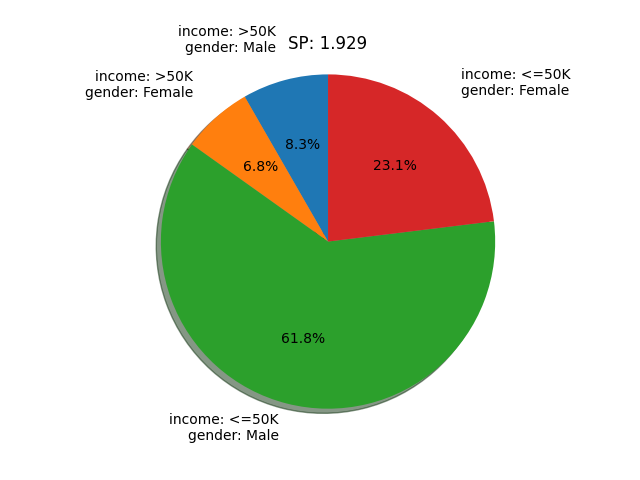 income: >50K
gender: Male
SP: 1.929
income: >50K
gender: Female
income: <=50K
gender: Female
8.3%
6.8%
23.1%
61.8%
income: <=50K
gender: Male